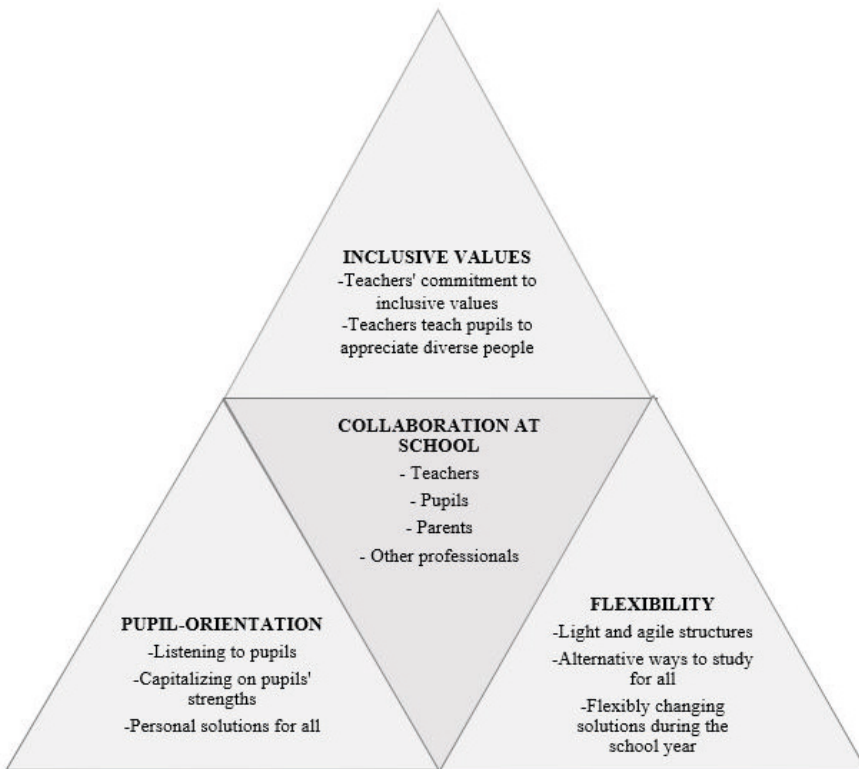 INCLUSIVE VALUES
-Teachers' commitment to
inclusive values
-Teachers teach pupils to
appreciate diverse people
COLLABORATION AT
SCHOOL
- Teachers
- Pupils
- Parents
- Other professionals
PUPIL-ORIENTATION
-Listening to pupils
-Capitalizing on pupils'
strengths
-Personal solutions for all
FLEXIBILITY
-Light and agile structures
-Alternative ways to study
for all
-Flexibly changing
solutions during the
school year